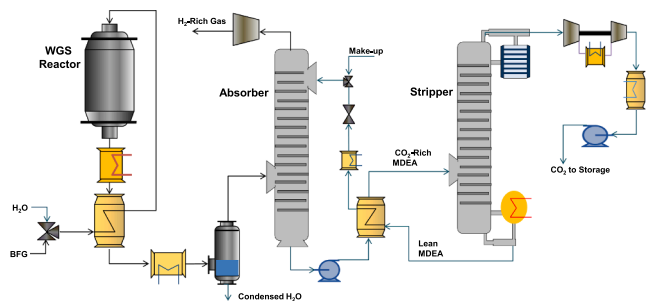 H₂-Rich Gas
WGS
Reactor
Make-up
Absorber
Stripper
CO₂-Rich
MDEA
CO₂ to Storage
H₂O
BFG
Lean
MDEA
Condensed H₂O